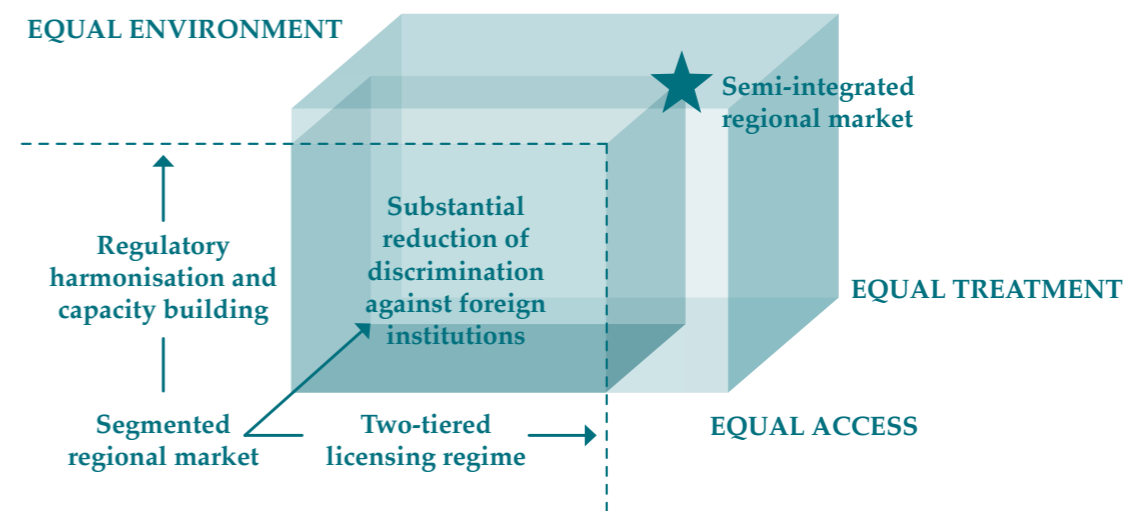 EQUAL ENVIRONMENT
Semi-integrated
regional market
Substantial
reduction of
discrimination
against foreign
institutions
Regulatory
harmonisation and
capacity building
EQUAL TREATMENT
Segmented
regional market
Two-tiered
licensing regime
EQUAL ACCESS